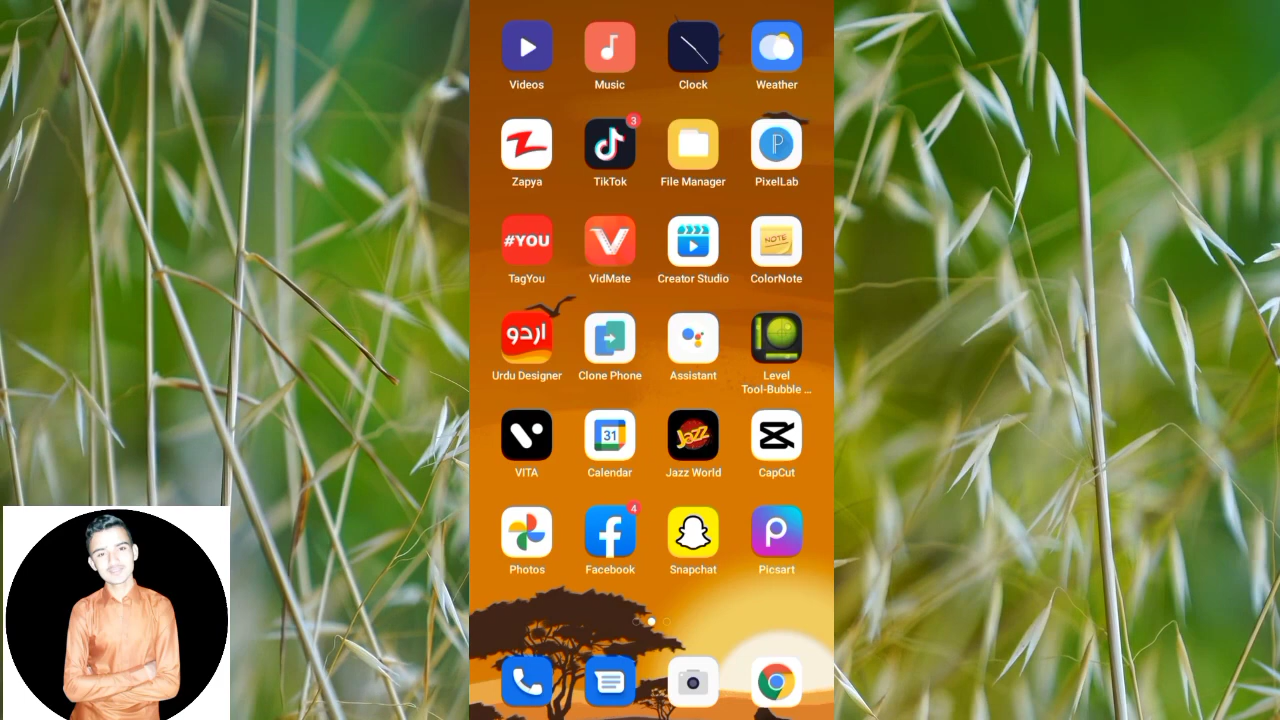 Videos Music Clock Weather
3
Zapya TikTok File Manager PixelLab
#YOU NOTE
TagYou VidMate Creator Studio ColorNote
اردو
Urdu Designer Clone Phone Assistant Level
Tool-Bubble ...
31 Jazz
VITA Calendar Jazz World CapCut
4
Photos Facebook Snapchat Picsart